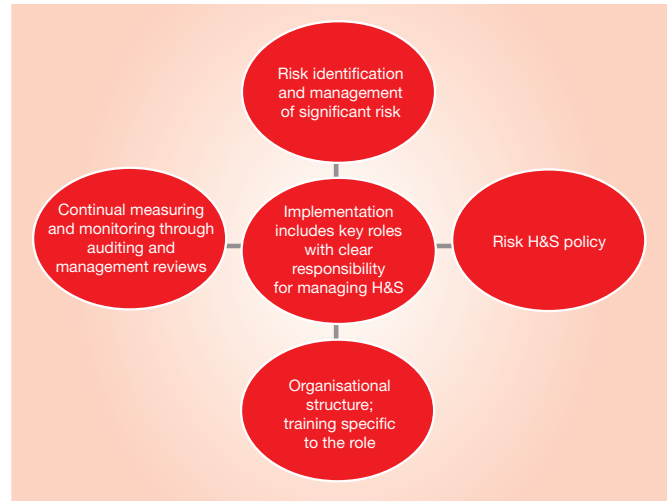 Risk identification
and management
of significant risk
Continual measuring
and monitoring through
auditing and
management reviews
Implementation
includes key roles
with clear
responsibility
for managing H&S
Risk H&S policy
Organisational
structure;
training specific
to the role